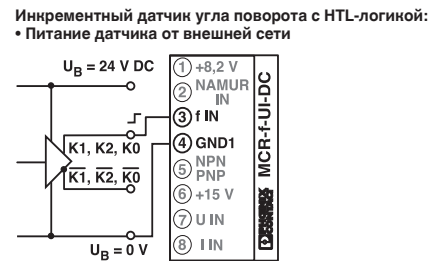 Инкрементный датчик угла поворота с HTL-логикой:
• Питание датчика от внешней сети
U_B = 24 V DC
K1, K2, K0
K1, K2, K0
U_B = 0 V
1 +8,2 V
2 NAMUR IN
3 f IN
4 GND1
5 NPN PNP
6 +15 V
7 U IN
8 I IN
MCR-f-UI-DC